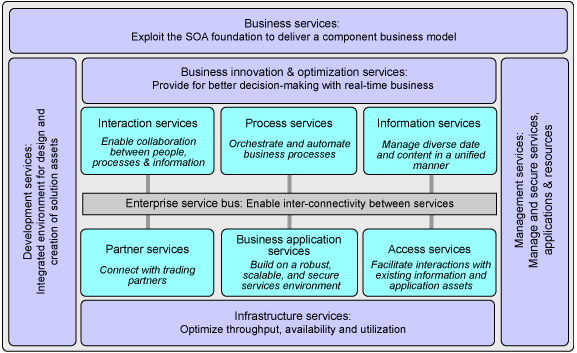 Business services:
Exploit the SOA foundation to deliver a component business model
Development services:
Integrated environment for design and
creation of solution assets
Business innovation & optimization services:
Provide for better decision-making with real-time business
Interaction services
Enable collaboration
between people,
processes & information
Process services
Orchestrate and automate
business processes
Information services
Manage diverse date
and content in a unified
manner
Enterprise service bus: Enable inter-connectivity between services
Partner services
Connect with trading
partners
Business application
services
Build on a robust,
scalable, and secure
services environment
Access services
Facilitate interactions with
existing information and
application assets
Infrastructure services:
Optimize throughput, availability and utilization
Management services:
Manage and secure services,
applications & resources